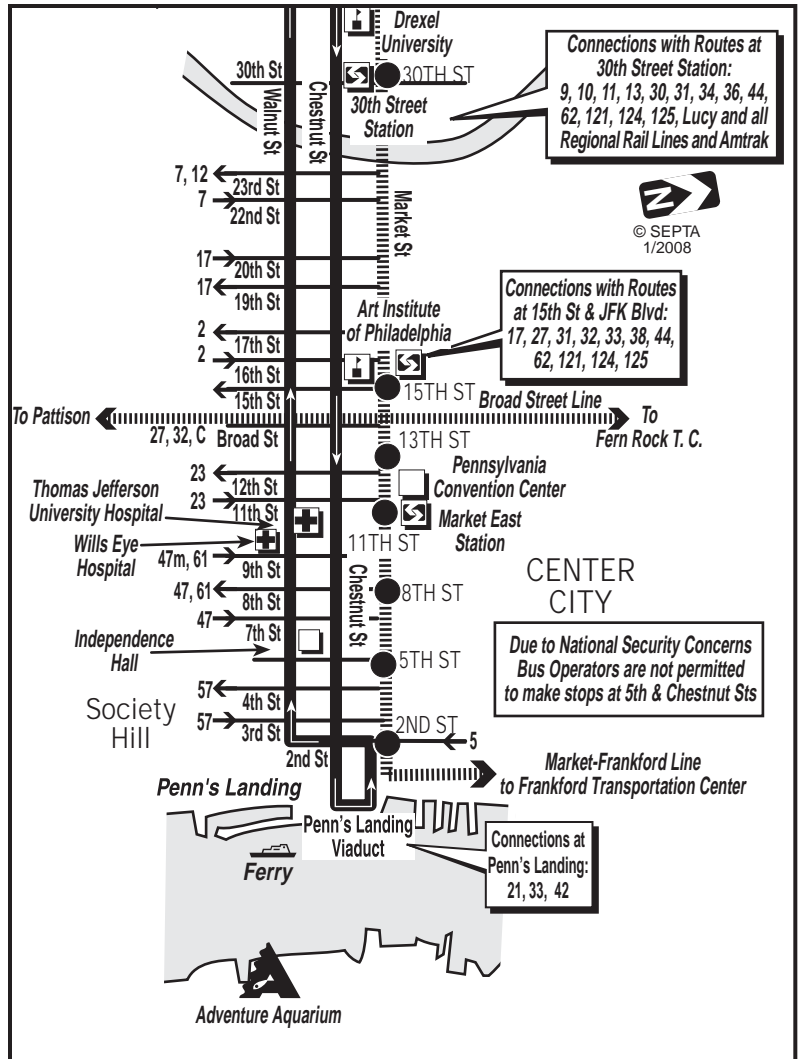 Drexel
University
Connections with Routes at
30th Street Station:
9, 10, 11, 13, 30, 31, 34, 36, 44,
62, 121, 124, 125, Lucy and all
Regional Rail Lines and Amtrak
30th St
Walnut St
Chestnut St
30TH ST
30th Street
Station
7, 12
23rd St
7
22nd St
Market St
N
© SEPTA
1/2008
17
20th St
17
19th St
Art Institute
of Philadelphia
Connections with Routes
at 15th St & JFK Blvd:
17, 27, 31, 32, 33, 38, 44,
62, 121, 124, 125
2
17th St
2
16th St
15th St
15TH ST
Broad Street Line
To Pattison
To
Fern Rock T. C.
27, 32, C
Broad St
13TH ST
23
12th St
Pennsylvania
Convention Center
23
11th St
Thomas Jefferson
University Hospital
Market East
Station
Wills Eye
Hospital
11TH ST
47m, 61
9th St
Chestnut St
CENTER
CITY
47, 61
8th St
8TH ST
47
7th St
Independence
Hall
5TH ST
Due to National Security Concerns
Bus Operators are not permitted
to make stops at 5th & Chestnut Sts
57
4th St
Society
Hill
57
3rd St
2ND ST
5
2nd St
Market-Frankford Line
to Frankford Transportation Center
Penn's Landing
Penn's Landing
Viaduct
Connections at
Penn's Landing:
21, 33, 42
Ferry
Adventure Aquarium